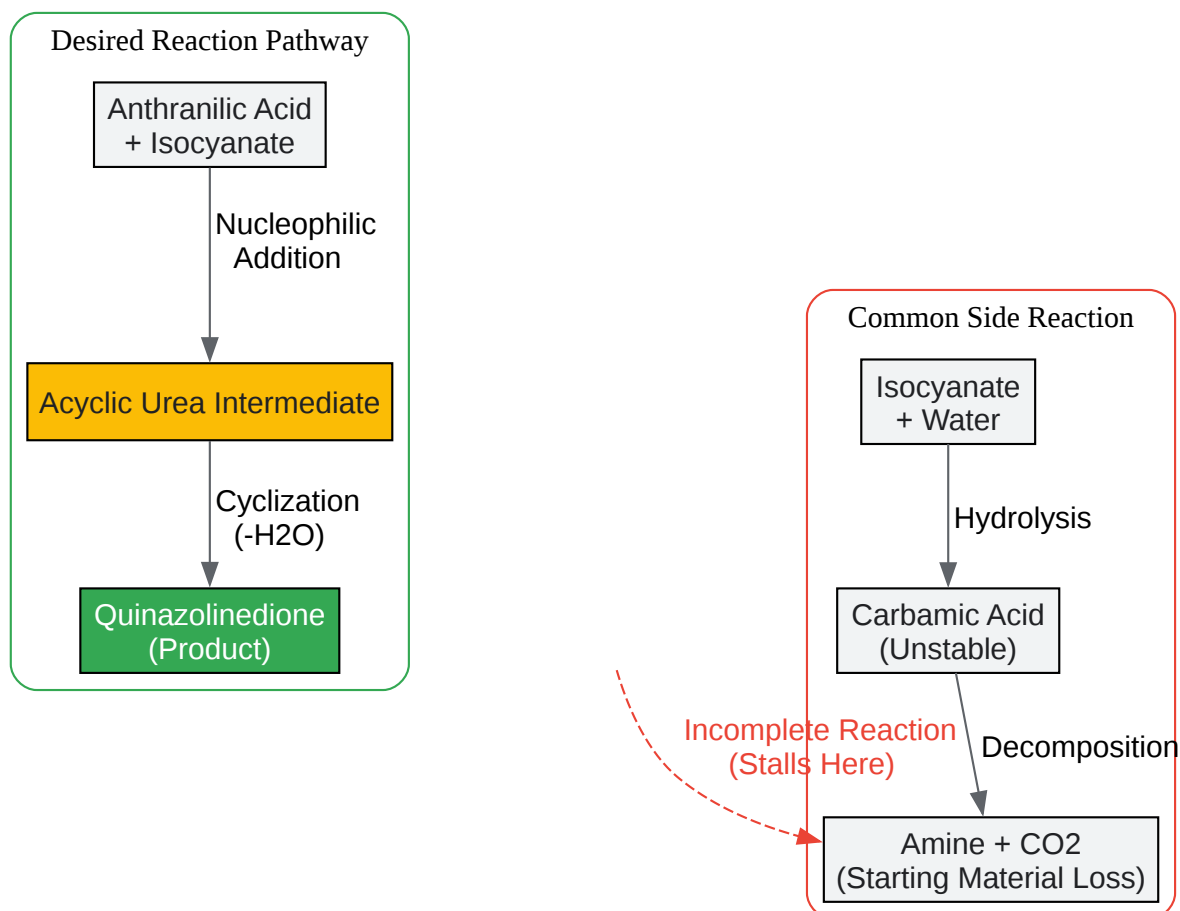 Desired Reaction Pathway
Anthranilic Acid
+ Isocyanate
Nucleophilic
Addition
Acyclic Urea Intermediate
Cyclization
(-H2O)
Quinazolinedione
(Product)
Common Side Reaction
Isocyanate
+ Water
Hydrolysis
Carbamic Acid
(Unstable)
Incomplete Reaction
(Stalls Here)
Decomposition
Amine + CO2
(Starting Material Loss)